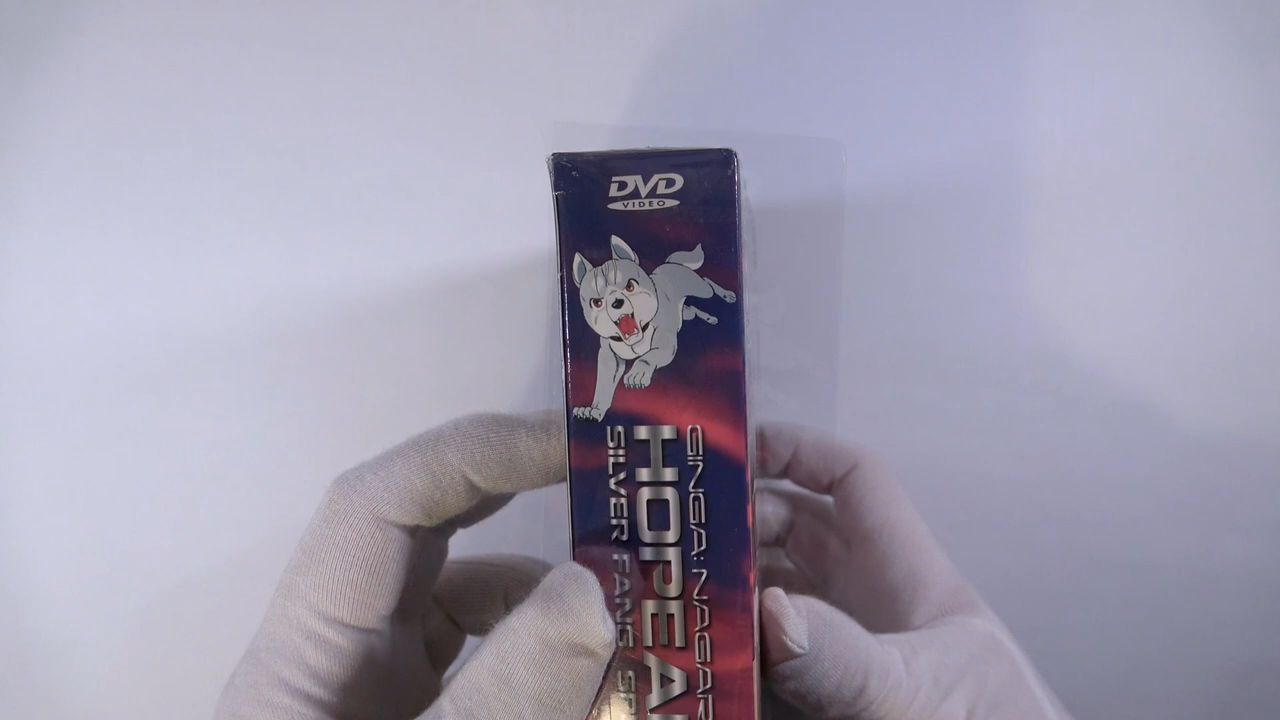 DVD
VIDEO
GINGA: NAGAR
HOPEA
SILVER FANG